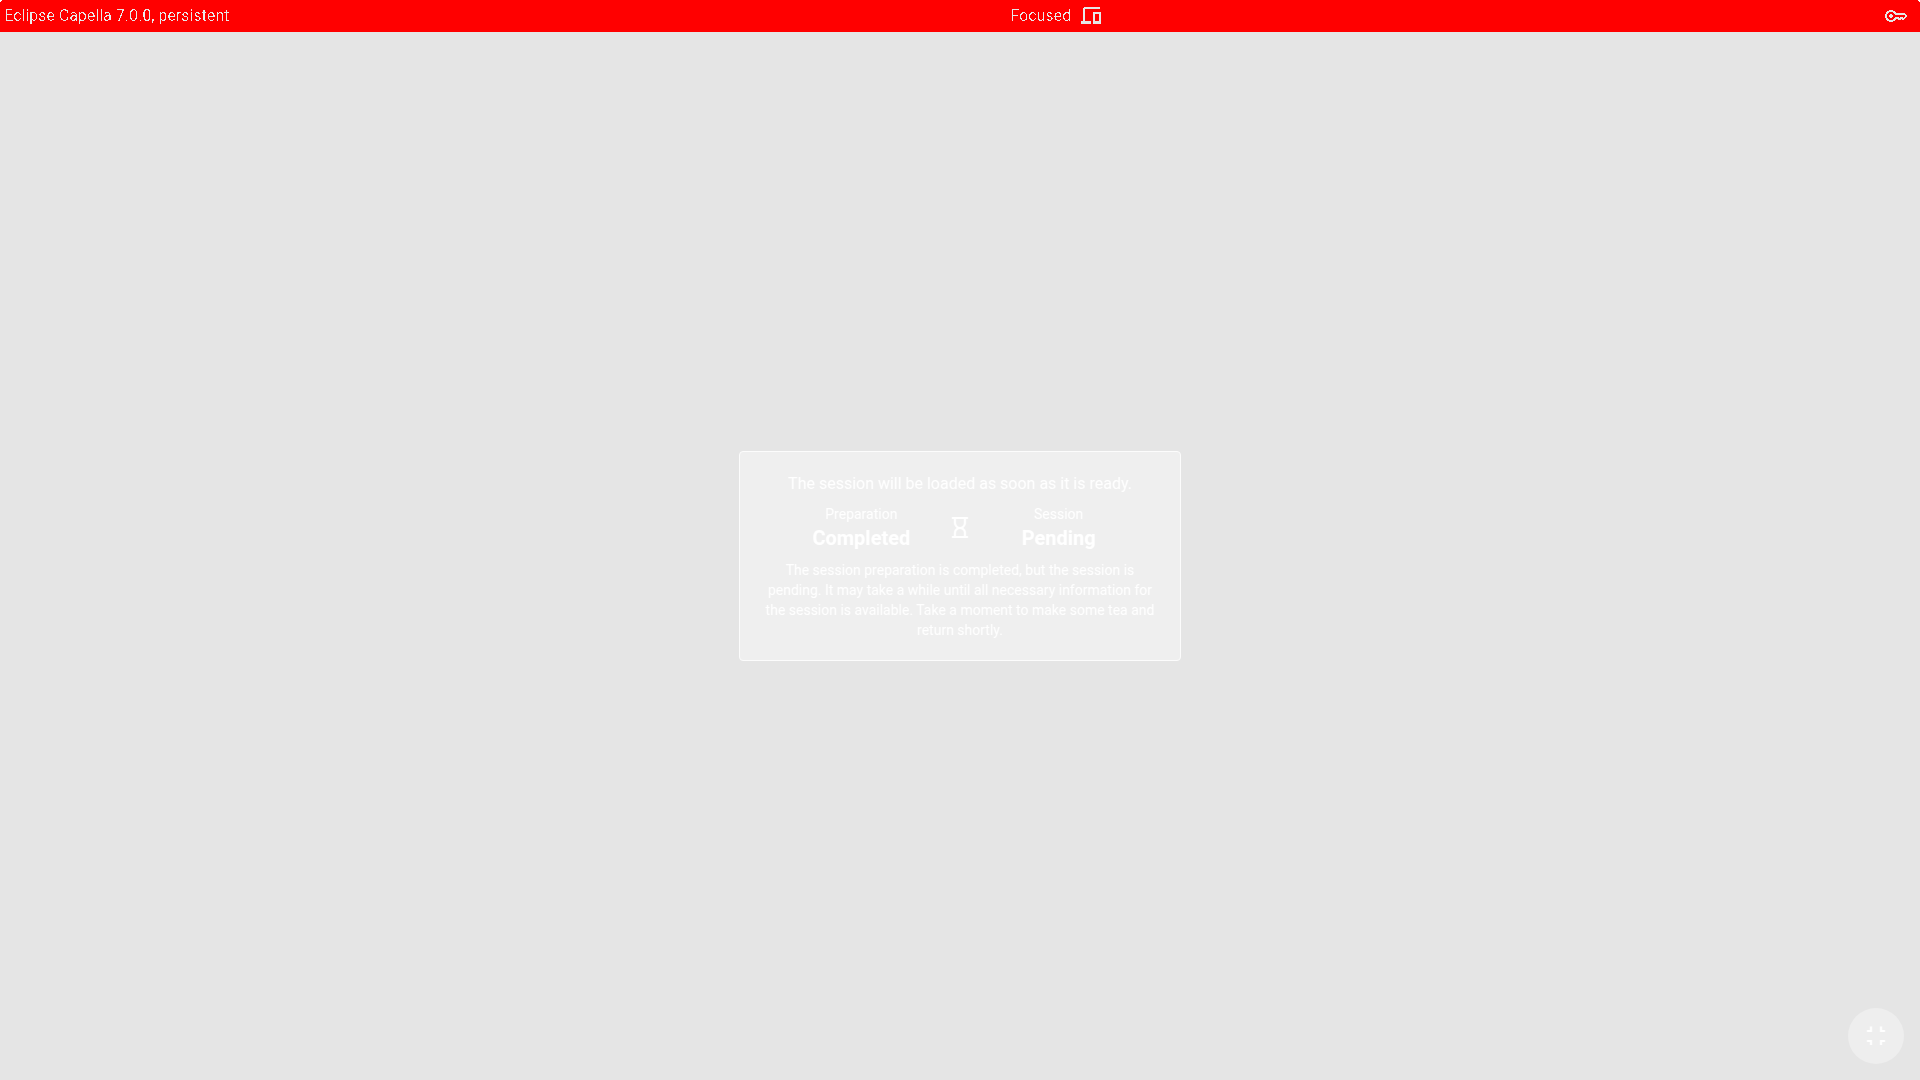 Eclipse Capella 7.0.0, persistent
Focused
The session will be loaded as soon as it is ready.
Preparation
Completed
Session
Pending
The session preparation is completed, but the session is
pending. It may take a while until all necessary information for
the session is available. Take a moment to make some tea and
return shortly.